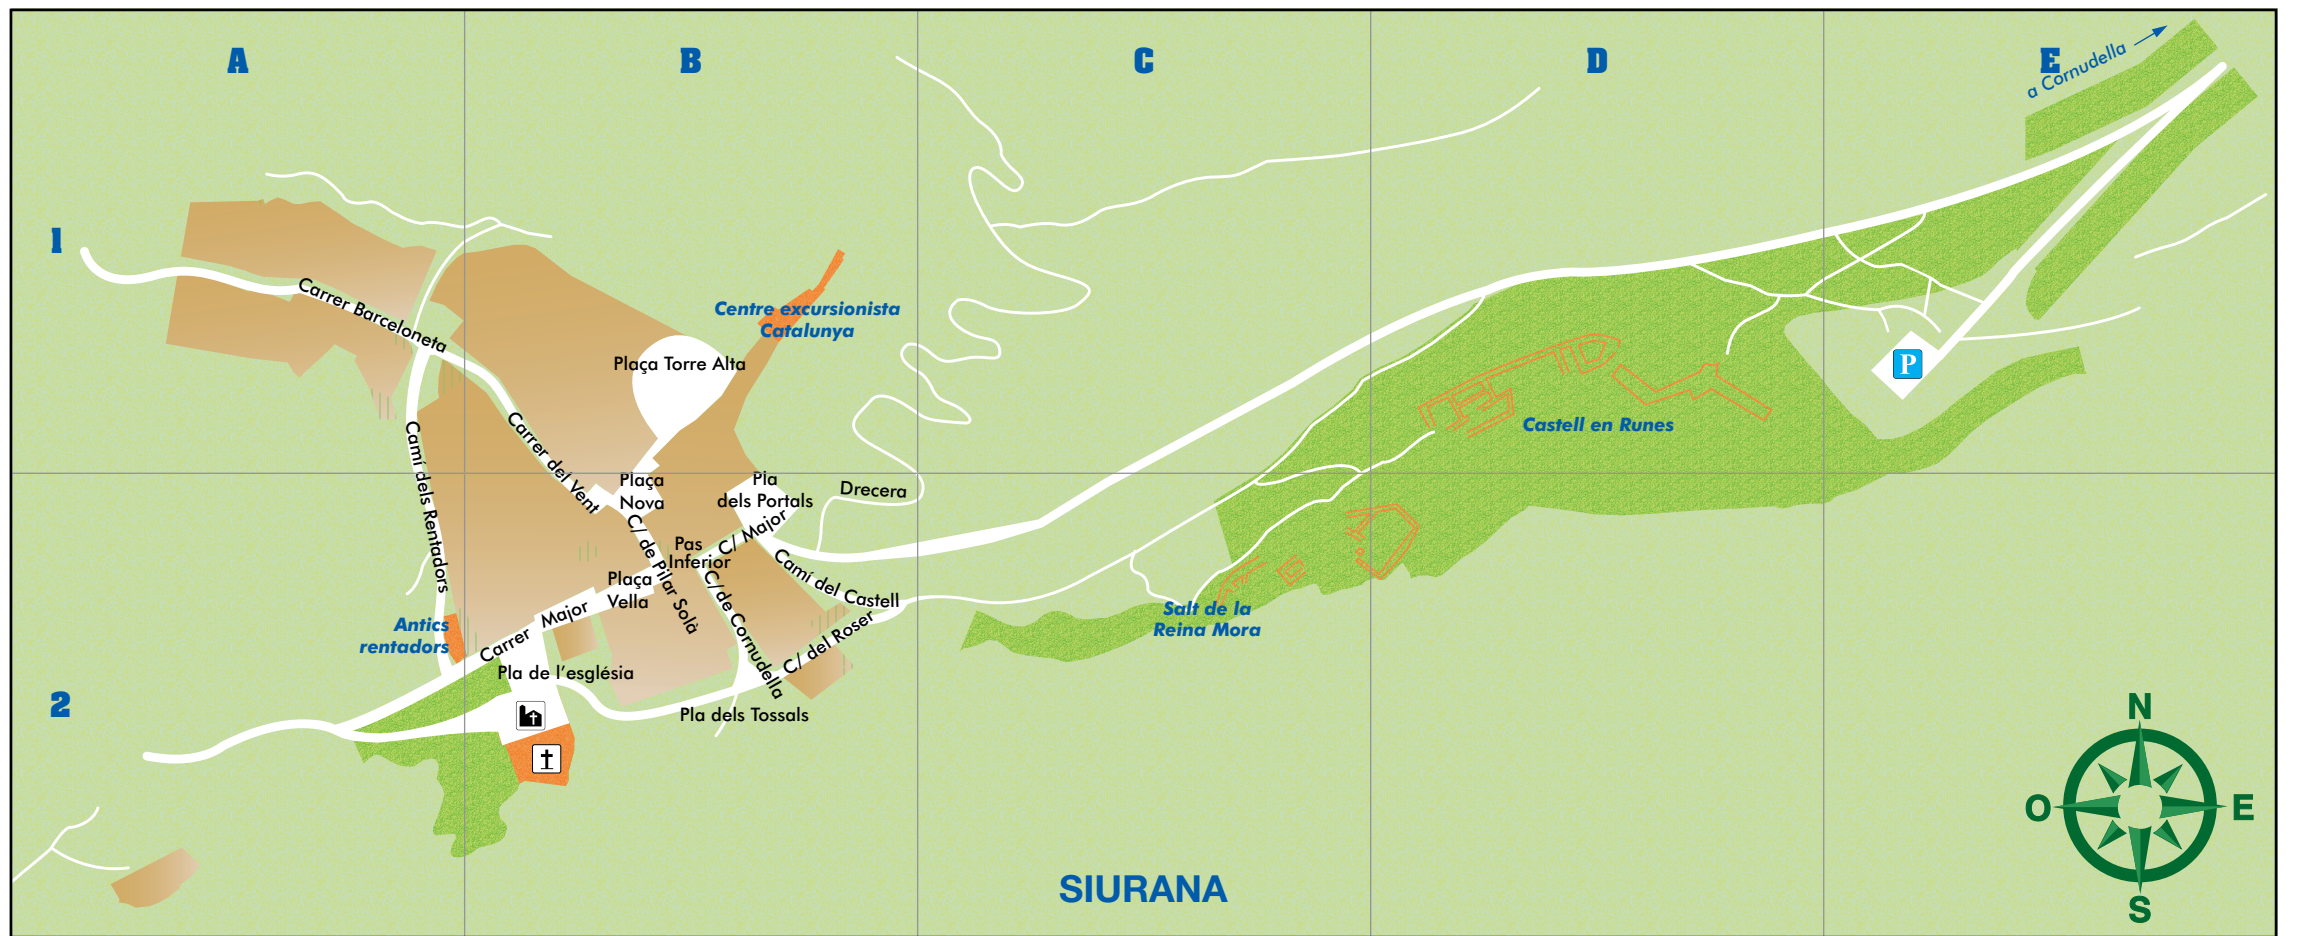 A
B
C
D
E
a Cornudella
1
Carrer Barceloneta
Centre excursionista
Catalunya
Plaça Torre Alta
P
Castell en Runes
Carrer del Vent
Camí dels Rentadors
Plaça
Nova
Pla
dels Portals
Drecera
C/ Major
C/ de Pilar Solà
Pas
Inferior
Camí del Castell
Plaça
Vella
C/ de Cornudella
Carrer Major
C/ del Roser
Antics
rentadors
Salt de la
Reina Mora
Pla de l'església
2
Pla dels Tossals
N
O
E
S
SIURANA